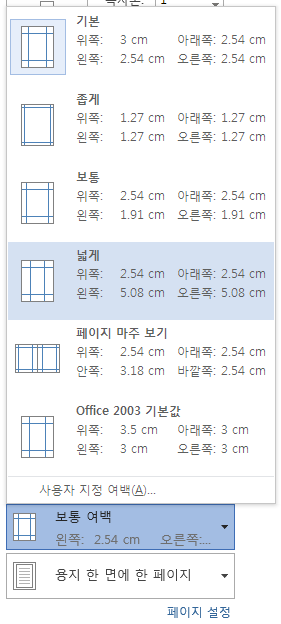 1
기본
위쪽: 3 cm 아래쪽: 2.54 cm
왼쪽: 2.54 cm 오른쪽: 2.54 cm
좁게
위쪽: 1.27 cm 아래쪽: 1.27 cm
왼쪽: 1.27 cm 오른쪽: 1.27 cm
보통
위쪽: 2.54 cm 아래쪽: 2.54 cm
왼쪽: 1.91 cm 오른쪽: 1.91 cm
넓게
위쪽: 2.54 cm 아래쪽: 2.54 cm
왼쪽: 5.08 cm 오른쪽: 5.08 cm
페이지 마주 보기
위쪽: 2.54 cm 아래쪽: 2.54 cm
안쪽: 3.18 cm 바깥쪽: 2.54 cm
Office 2003 기본값
위쪽: 3.5 cm 아래쪽: 3 cm
왼쪽: 3 cm 오른쪽: 3 cm
사용자 지정 여백(A)...
보통 여백
왼쪽: 2.54 cm 오른쪽:...
용지 한 면에 한 페이지
페이지 설정